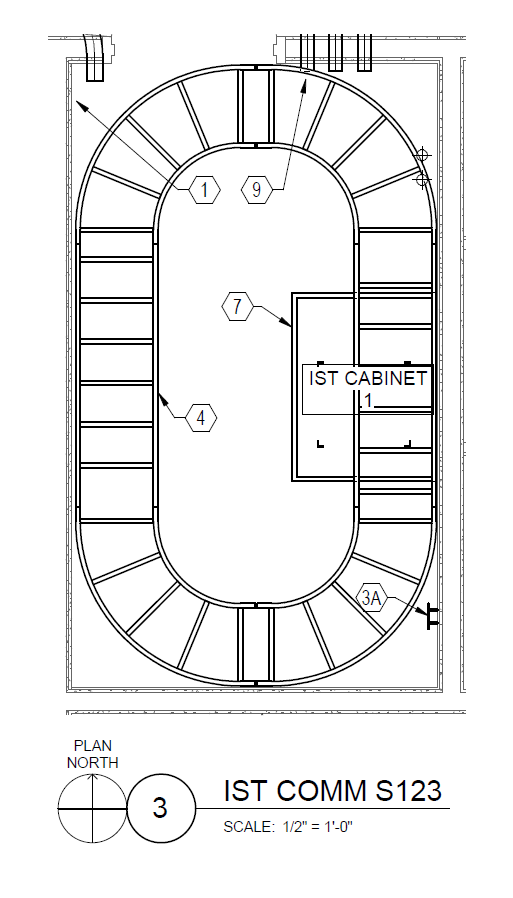 1
9
7
IST CABINET
1
4
3A
PLAN
NORTH
3
IST COMM S123
SCALE: 1/2" = 1'-0"